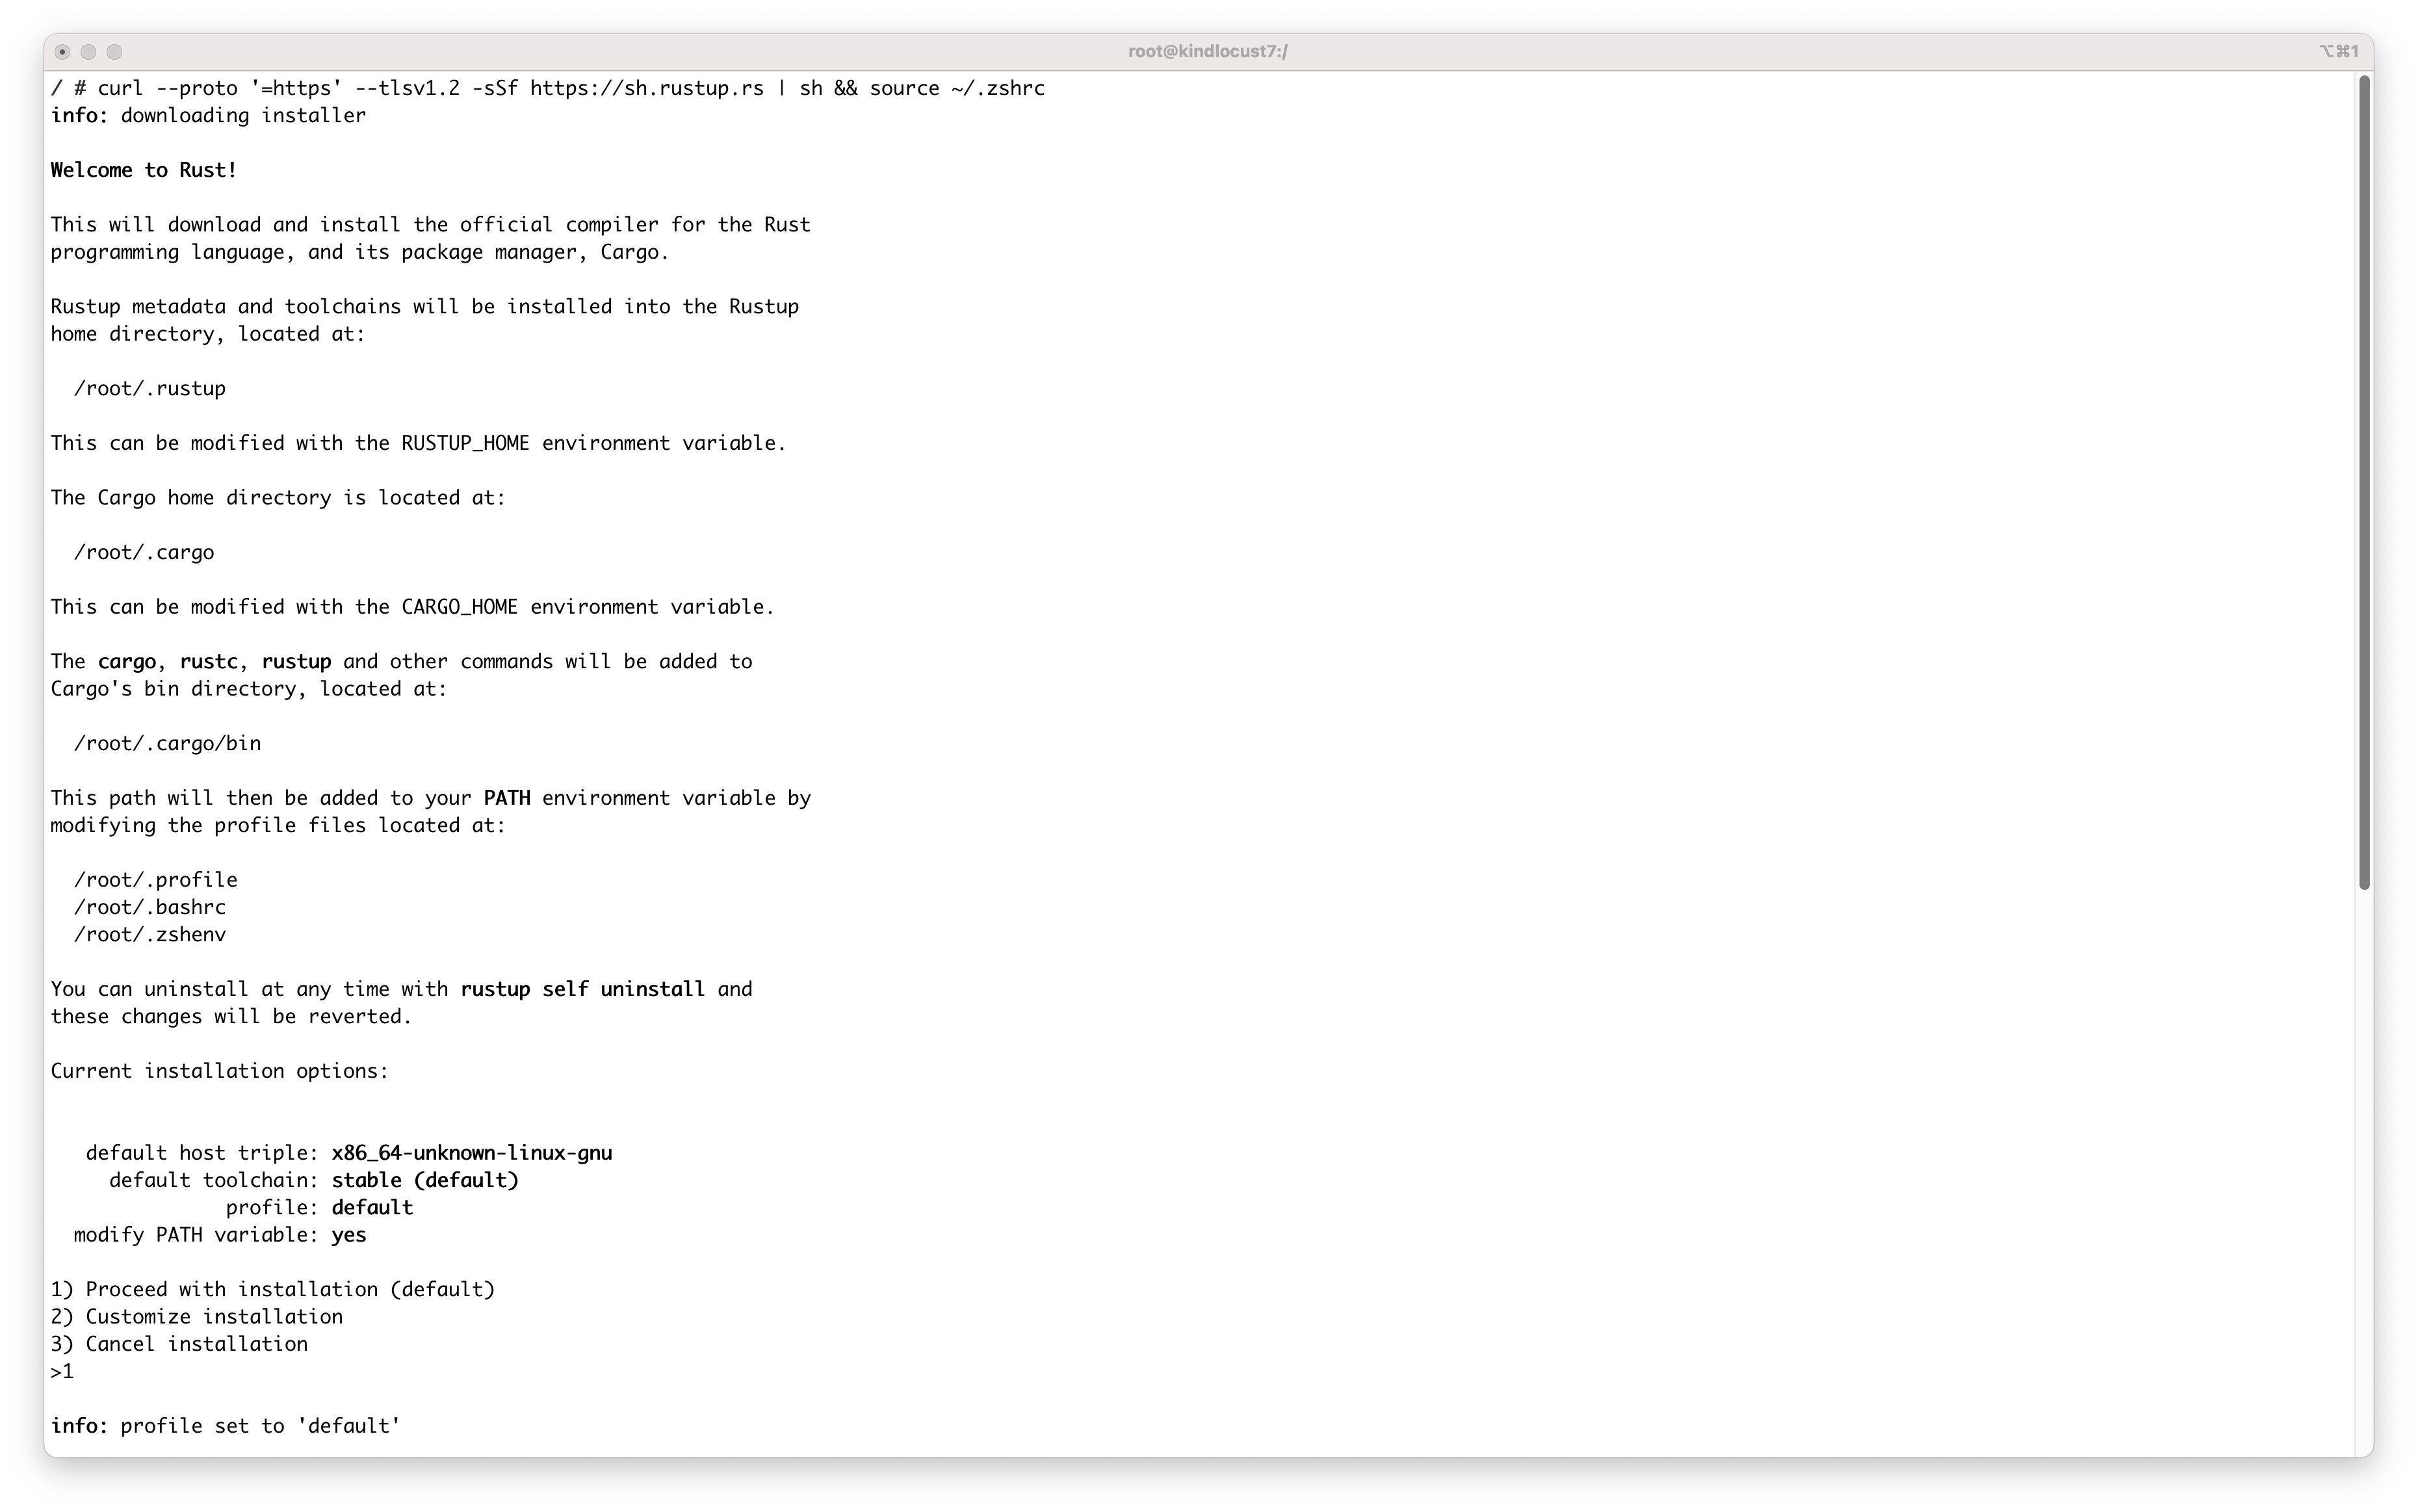 root@kindlocust7:/
⌥⌘1
/ # curl --proto '=https' --tlsv1.2 -sSf https://sh.rustup.rs | sh && source ~/.zshrc
info: downloading installer

Welcome to Rust!

This will download and install the official compiler for the Rust
programming language, and its package manager, Cargo.

Rustup metadata and toolchains will be installed into the Rustup
home directory, located at:

  /root/.rustup

This can be modified with the RUSTUP_HOME environment variable.

The Cargo home directory is located at:

  /root/.cargo

This can be modified with the CARGO_HOME environment variable.

The cargo, rustc, rustup and other commands will be added to
Cargo's bin directory, located at:

  /root/.cargo/bin

This path will then be added to your PATH environment variable by
modifying the profile files located at:

  /root/.profile
  /root/.bashrc
  /root/.zshenv

You can uninstall at any time with rustup self uninstall and
these changes will be reverted.

Current installation options:


   default host triple: x86_64-unknown-linux-gnu
     default toolchain: stable (default)
               profile: default
  modify PATH variable: yes

1) Proceed with installation (default)
2) Customize installation
3) Cancel installation
>1

info: profile set to 'default'